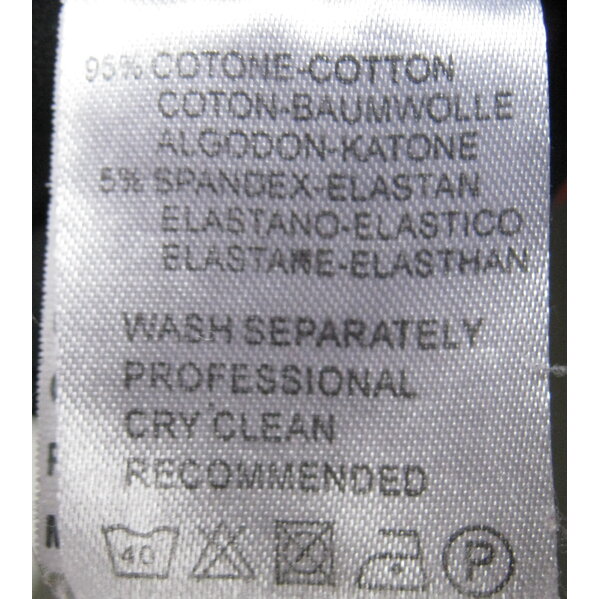 95% COTONE-COTTON
COTON-BAUMWOLLE
ALGODON-KATONE
5% SPANDEX-ELASTAN
ELASTANO-ELASTICO
ELASTANE-ELASTHAN
WASH SEPARATELY
PROFESSIONAL
CRY CLEAN
RECOMMENDED
40 P